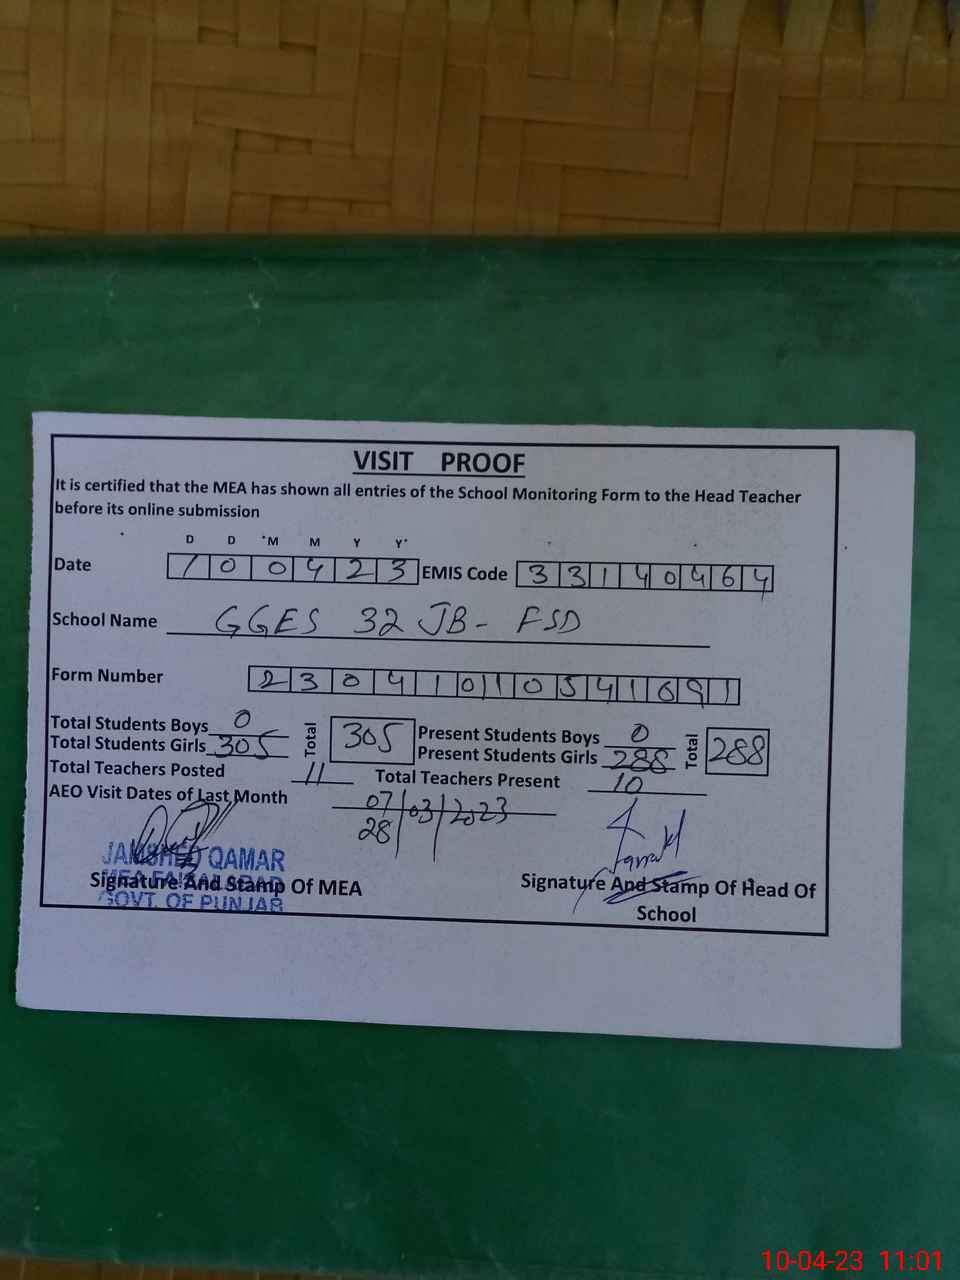 VISIT PROOF
It is certified that the MEA has shown all entries of the School Monitoring Form to the Head Teacher
before its online submission
D D M M Y Y
Date 1 0 0 4 2 3 EMIS Code 3 3 1 4 0 4 6 4
School Name GGES 32 JB - FSD
Form Number 2 3 0 4 1 0 1 0 5 4 1 6 9 1
Total Students Boys 0 Total 305 Present Students Boys 0 Total 288
Total Students Girls 305 Present Students Girls 288
Total Teachers Posted 11 Total Teachers Present 10
AEO Visit Dates of Last Month 07/03/2023
28
JAMSHED QAMAR
MEA FAISALABAD
Signature And Stamp Of MEA Signature And Stamp Of Head Of
GOVT. OF PUNJAB School
10-04-23 11:01